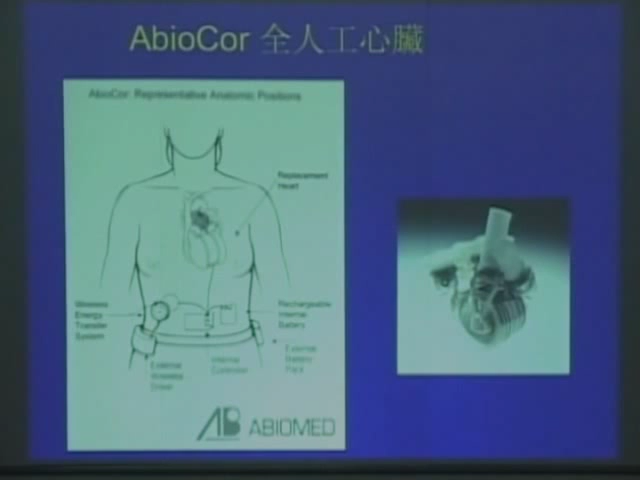 AbioCor 全人工心臟
AbioCor: Representative Anatomic Positions
Replacement
Heart
Wireless
Energy
Transfer
System
Rechargeable
Internal
Battery
External
Wireless
Driver
Internal
Controller
External
Battery
Pack
AB ABIOMED